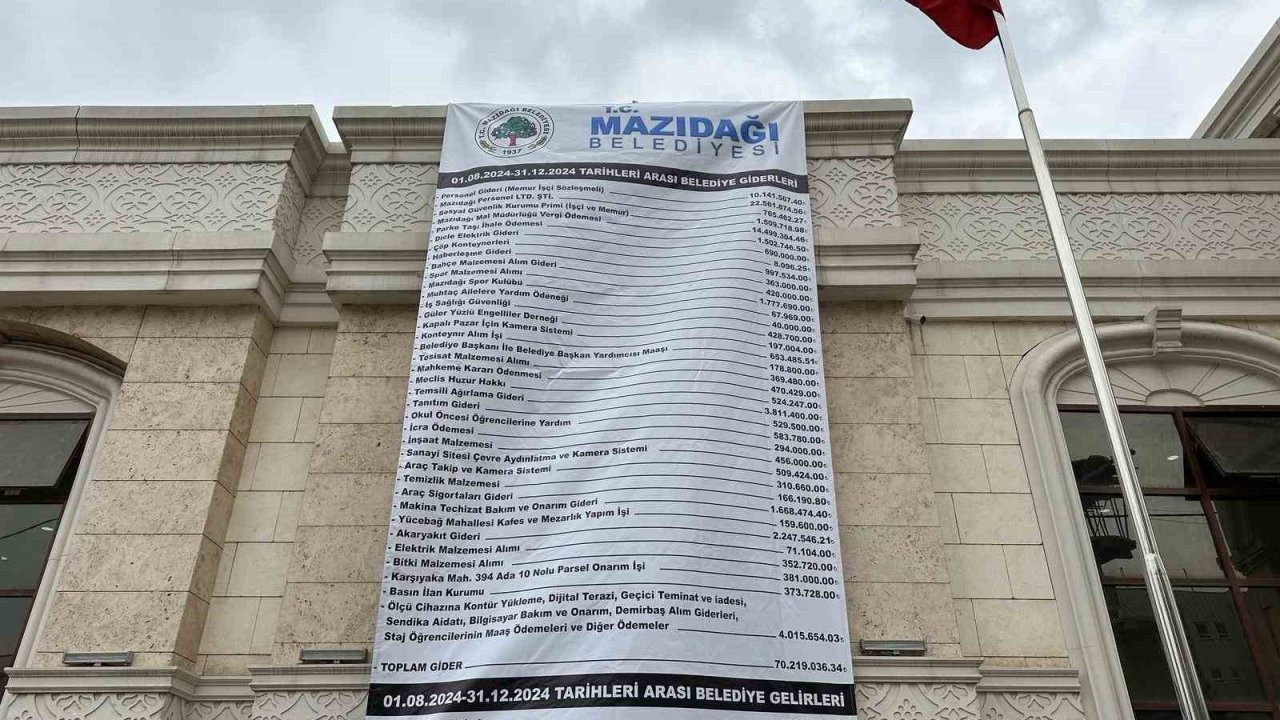 T.C. MAZIDAĞI BELEDİYESİ
1937
T.C.
MAZIDAĞI
BELEDİYESİ
01.08.2024-31.12.2024 TARİHLERİ ARASI BELEDİYE GİDERLERİ
- Personel Gideri (Memur İşçi Sözleşmeli) 10.141.567.40₺
- Mazıdağı Personel LTD. ŞTİ. 22.561.874.56₺
- Sosyal Güvenlik Kurumu Primi (İşçi ve Memur) 765.462.27₺
- Mazıdağı Mal Müdürlüğü Vergi Ödemesi 1.509.718.98₺
- Parke Taşı İhale Ödemesi 14.499.304.46₺
- Dicle Elektrik Gideri 1.502.746.50₺
- Çöp Konteynerleri 690.000.00₺
- Haberleşme Gideri 8.096.25₺
- Bahçe Malzemesi Alım Gideri 997.534.00₺
- Spor Malzemesi Alımı 363.000.00₺
- Mazıdağı Spor Kulübü 420.000.00₺
- Muhtaç Ailelere Yardım Ödeneği 1.777.690.00₺
- İş Sağlığı Güvenliği 67.969.00₺
- Güler Yüzlü Engelliler Derneği 40.000.00₺
- Kapalı Pazar İçin Kamera Sistemi 428.700.00₺
- Konteynır Alım İşi 197.004.00₺
- Belediye Başkanı İle Belediye Başkan Yardımcısı Maaşı 653.485.51₺
- Tesisat Malzemesi Alımı 178.800.00₺
- Mahkeme Kararı Ödenmesi 369.480.00₺
- Meclis Huzur Hakkı 470.429.00₺
- Temsili Ağırlama Gideri 524.247.00₺
- Tanıtım Gideri 3.811.400.00₺
- Okul Öncesi Öğrencilerine Yardım 529.500.00₺
- İcra Ödemesi 583.780.00₺
- İnşaat Malzemesi 294.000.00₺
- Sanayi Sitesi Çevre Aydınlatma ve Kamera Sistemi 456.000.00₺
- Araç Takip ve Kamera Sistemi 509.424.00₺
- Temizlik Malzemesi 310.660.00₺
- Araç Sigortaları Gideri 166.190.80₺
- Makina Techizat Bakım ve Onarım Gideri 1.668.474.40₺
- Yücebağ Mahallesi Kafes ve Mezarlık Yapım İşi 159.600.00₺
- Akaryakıt Gideri 2.247.546.21₺
- Elektrik Malzemesi Alımı 71.104.00₺
- Bitki Malzemesi Alımı 352.720.00₺
- Karşıyaka Mah. 394 Ada 10 Nolu Parsel Onarım İşi 381.000.00₺
- Basın İlan Kurumu 373.728.00₺
- Ölçü Cihazına Kontür Yükleme, Dijital Terazi, Geçici Teminat ve iadesi,
Sendika Aidatı, Bilgisayar Bakım ve Onarım, Demirbaş Alım Giderleri,
Staj Öğrencilerinin Maaş Ödemeleri ve Diğer Ödemeler 4.015.654.03₺
- TOPLAM GİDER 70.219.036.34₺
01.08.2024-31.12.2024 TARİHLERİ ARASI BELEDİYE GELİRLERİ